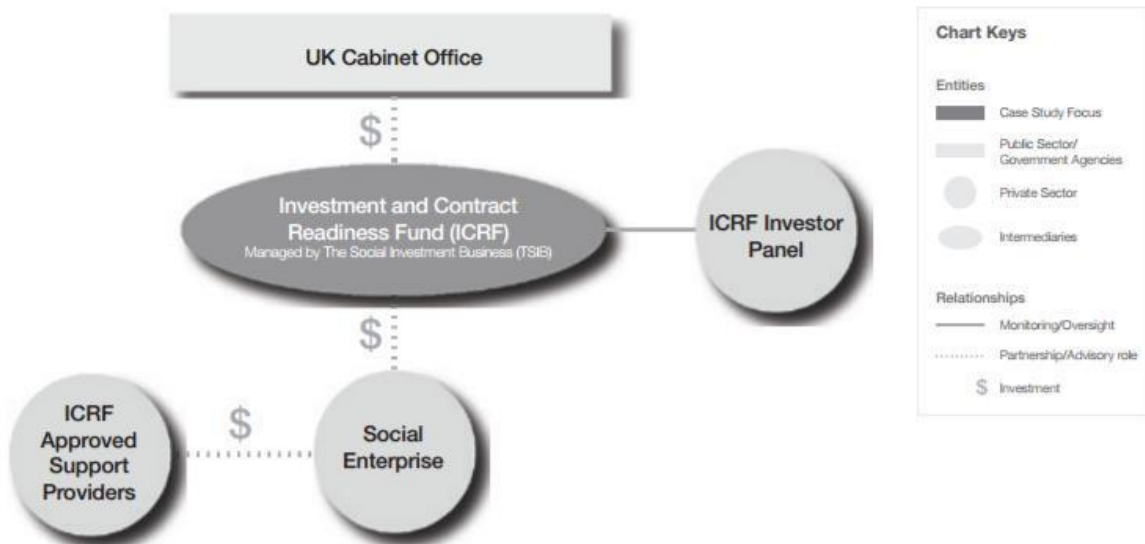 UK Cabinet Office
$
Investment and Contract
Readiness Fund (ICRF)
Managed by The Social Investment Business (TSIB)
ICRF Investor
Panel
$
ICRF
Approved
Support
Providers
$
Social
Enterprise
Chart Keys
Entities
Case Study Focus
Public Sector/
Government Agencies
Private Sector
Intermediaries
Relationships
Monitoring/Oversight
Partnership/Advisory role
$ Investment